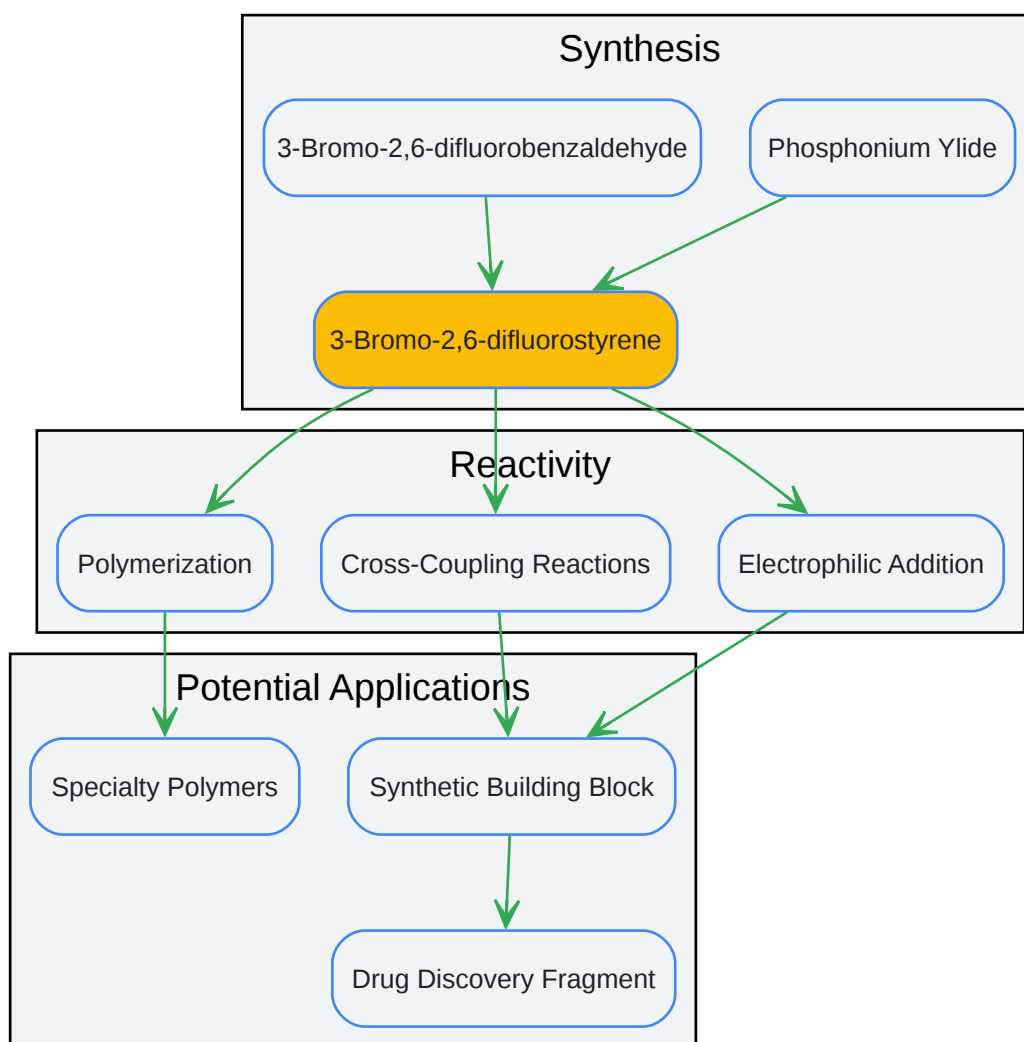 Synthesis
3-Bromo-2,6-difluorobenzaldehyde
Phosphonium Ylide
3-Bromo-2,6-difluorostyrene
Reactivity
Polymerization
Cross-Coupling Reactions
Electrophilic Addition
Potential Applications
Specialty Polymers
Synthetic Building Block
Drug Discovery Fragment